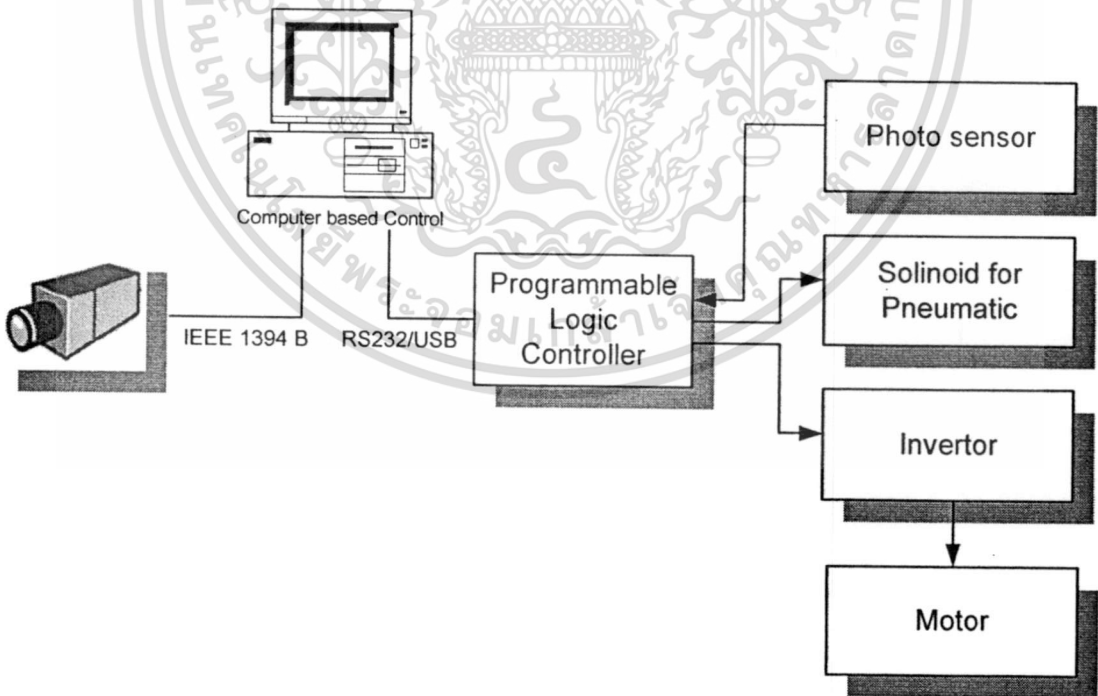 Computer based Control
IEEE 1394 B
RS232/USB
Programmable
Logic
Controller
Photo sensor
Solinoid for
Pneumatic
Invertor
Motor